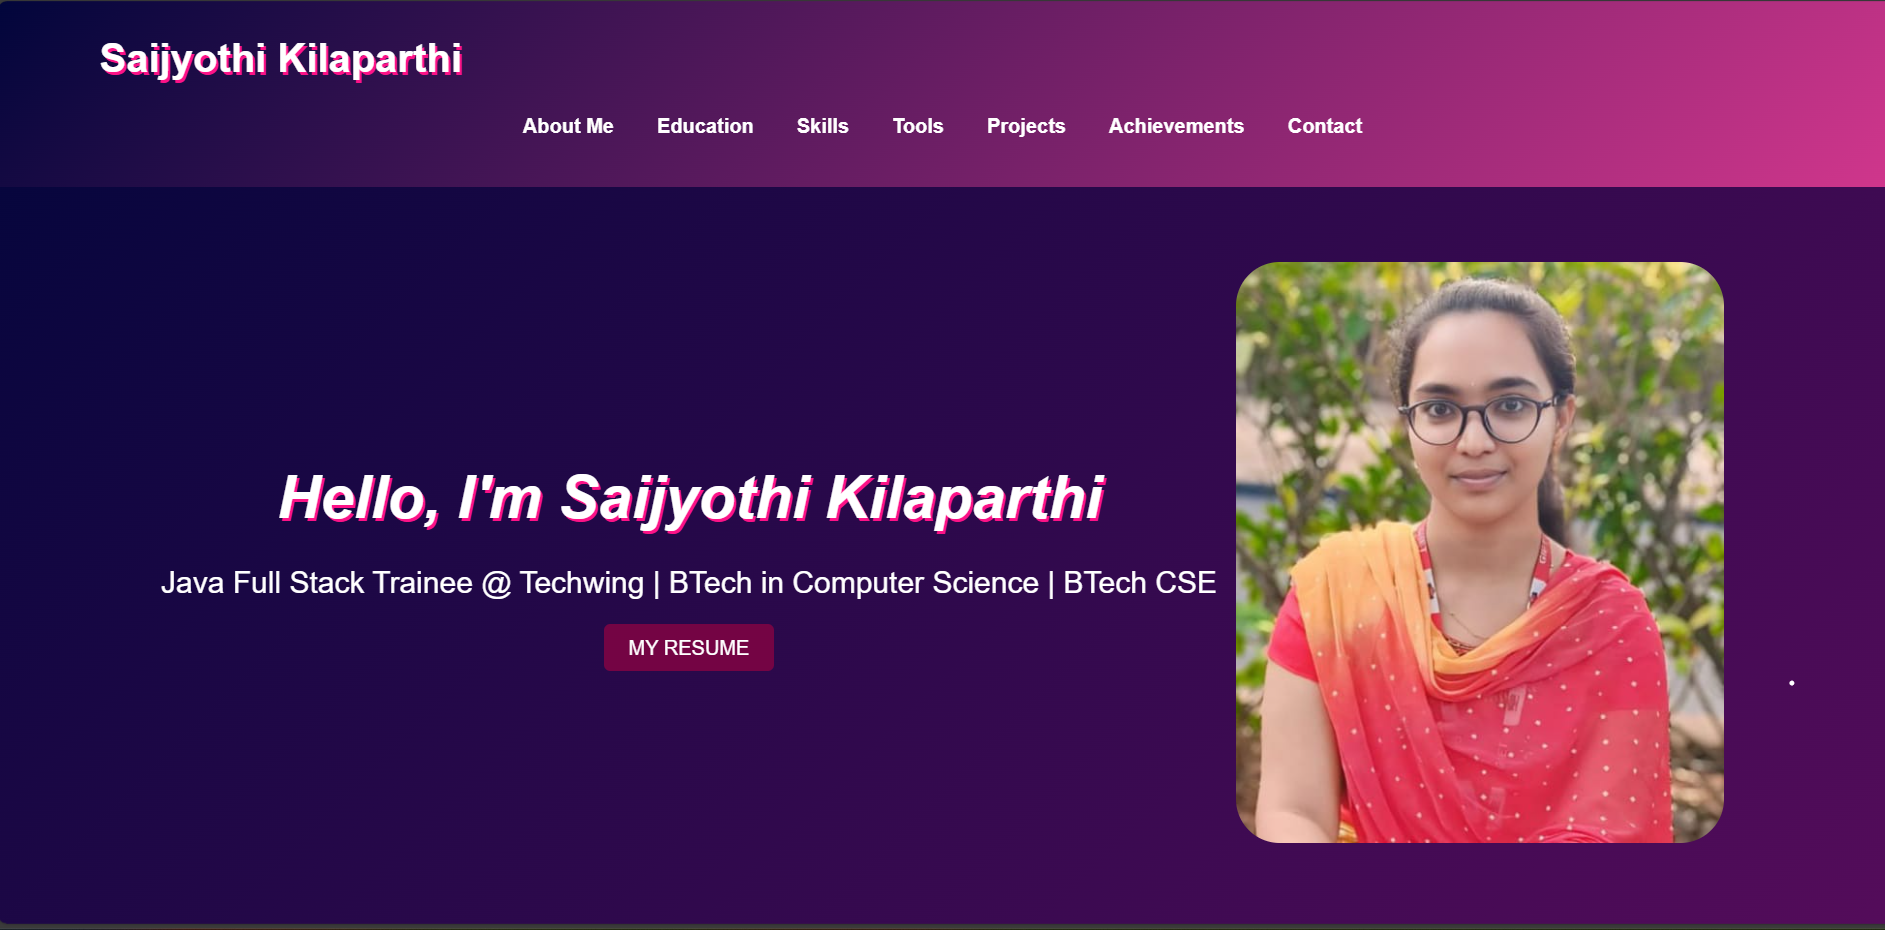 Saijyothi Kilaparthi
About Me Education Skills Tools Projects Achievements Contact
Hello, I'm Saijyothi Kilaparthi
Java Full Stack Trainee @ Techwing | BTech in Computer Science | BTech CSE
MY RESUME